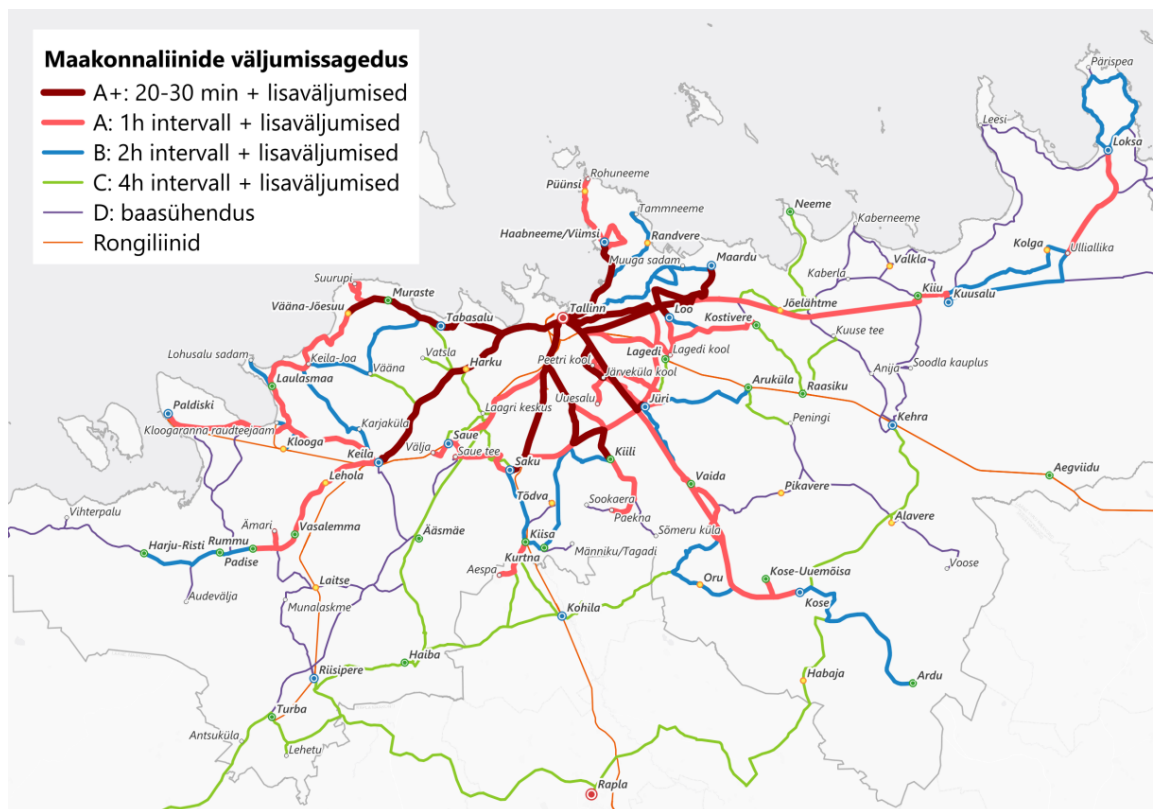 Maakonnaliinide väljumissagedus
A+: 20-30 min + lisaväljumised
A: 1h intervall + lisaväljumised
B: 2h intervall + lisaväljumised
C: 4h intervall + lisaväljumised
D: baasühendus
Rongiliinid
Pärispea
Leesi
Loksa
Rohuneeme
Püünsi
Tammneeme
Neeme
Kaberneeme
Haabneeme/Viimsi
Randvere
Kolga
Ulliallika
Muuga sadam
Maardu
Valkla
Kaberla
Suurupi
Muraste
Kiiu
Kuusalu
Vääna-Jõesuu
Tallinn
Jõelähtme
Tabasalu
Loo
Kostivere
Kuuse tee
Lohusalu sadam
Keila-Joa
Vatsla
Harku
Peetri kool
Lagedi
Lagedi kool
Vääna
Järveküla kool
Anija
Soodla kauplus
Laulasmaa
Aruküla
Raasiku
Uuesalu
Paldiski
Laagri keskus
Jüri
Peningi
Kehra
Kloogaranna raudteejaam
Karjaküla
Klooga
Välja
Saue
Saue tee
Keila
Saku
Kiili
Aegviidu
Lehola
Vaida
Pikavere
Tõdva
Sookaera
Paekna
Vihterpalu
Ämari
Vasalemma
Ääsmäe
Alavere
Sõmeru küla
Harju-Risti
Rummu
Padise
Kiisa
Kurtna
Männiku/Tagadi
Voose
Aespa
Kose-Uuemõisa
Laitse
Oru
Audevälja
Munalaskme
Kose
Kohila
Haiba
Riisipere
Habaja
Ardu
Turba
Antsuküla
Lehetu
Rapla